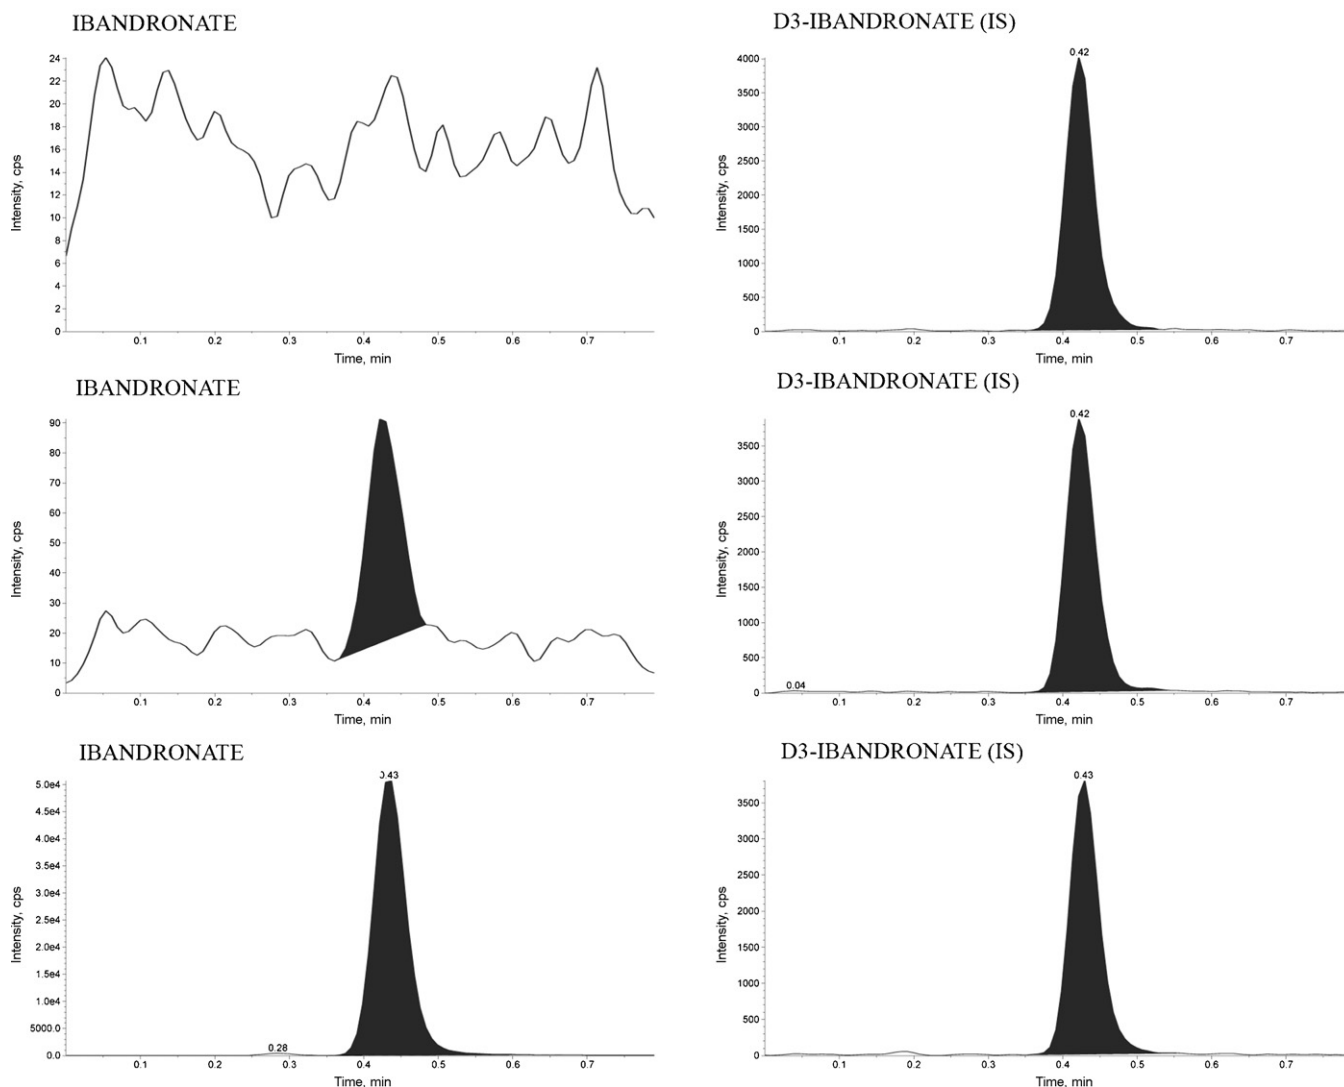 IBANDRONATE
24
22
20
18
16
14
12
10
8
6
4
2
0
Intensity, cps
0.1 0.2 0.3 0.4 0.5 0.6 0.7
Time, min
D3-IBANDRONATE (IS)
0.42
4000
3500
3000
2500
2000
1500
1000
500
0
Intensity, cps
0.1 0.2 0.3 0.4 0.5 0.6 0.7
Time, min
IBANDRONATE
90
80
70
60
50
40
30
20
10
0
Intensity, cps
0.1 0.2 0.3 0.4 0.5 0.6 0.7
Time, min
D3-IBANDRONATE (IS)
0.42
3500
3000
2500
2000
1500
1000
500
0
Intensity, cps
0.04
0.1 0.2 0.3 0.4 0.5 0.6 0.7
Time, min
IBANDRONATE
0.43
5.0e4
4.5e4
4.0e4
3.5e4
3.0e4
2.5e4
2.0e4
1.5e4
1.0e4
5000.0
0.0
Intensity, cps
0.28
0.1 0.2 0.3 0.4 0.5 0.6 0.7
Time, min
D3-IBANDRONATE (IS)
0.43
3500
3000
2500
2000
1500
1000
500
0
Intensity, cps
0.1 0.2 0.3 0.4 0.5 0.6 0.7
Time, min